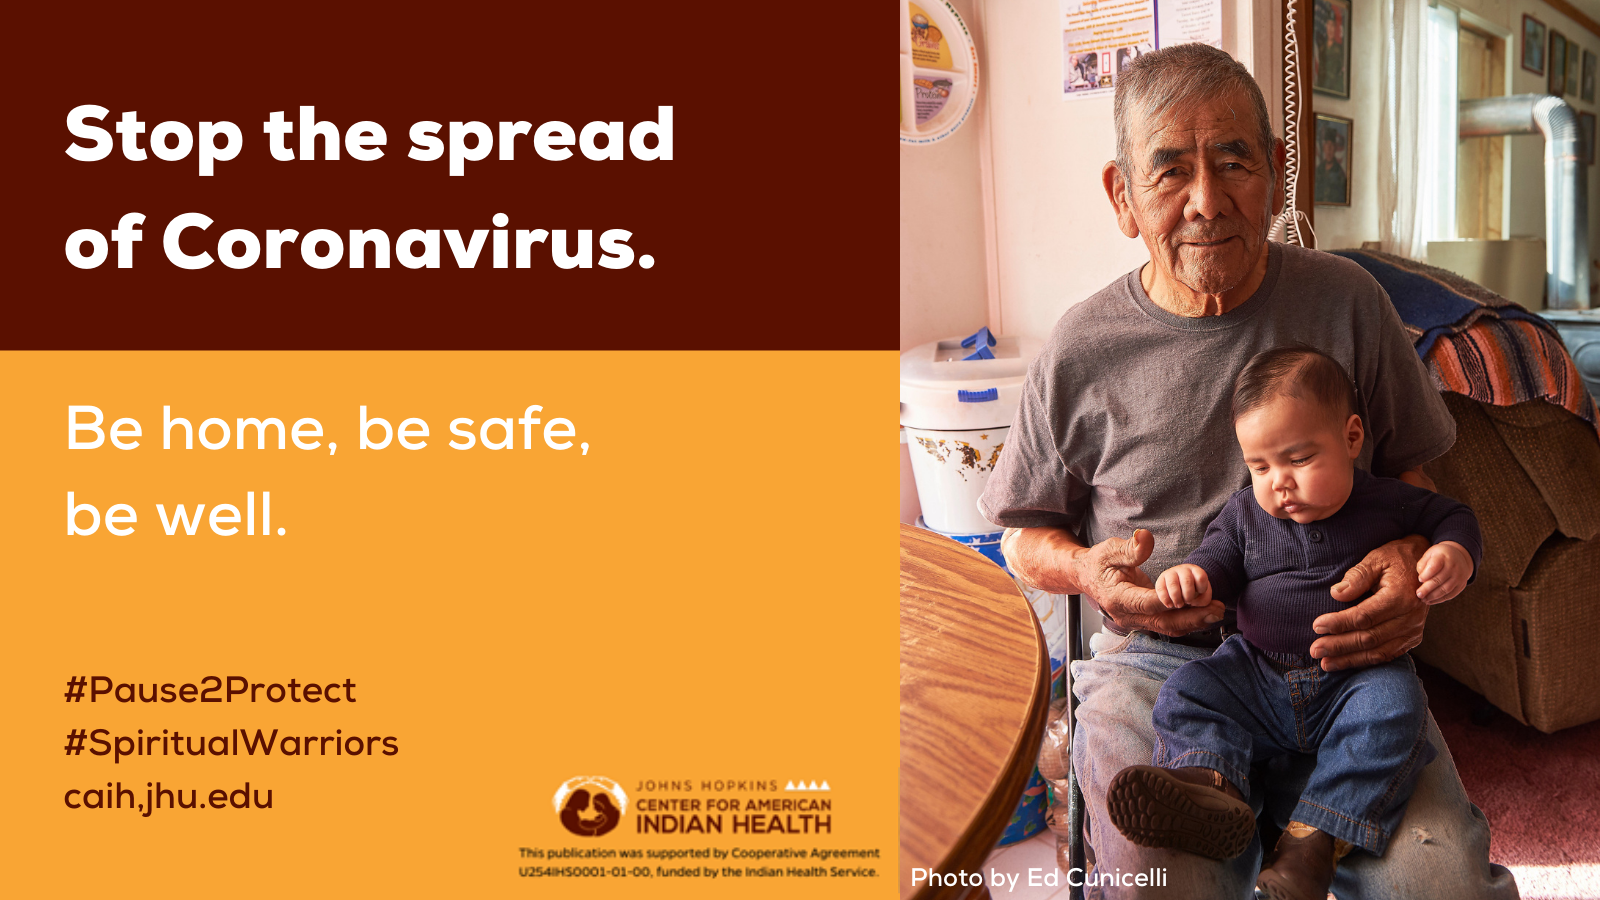 Stop the spread
of Coronavirus.
Be home, be safe,
be well.
#Pause2Protect
#SpiritualWarriors
caih,jhu.edu
JOHNS HOPKINS
CENTER FOR AMERICAN
INDIAN HEALTH
This publication was supported by Cooperative Agreement
U254IHS0001-01-00, funded by the Indian Health Service.
Photo by Ed Cunicelli